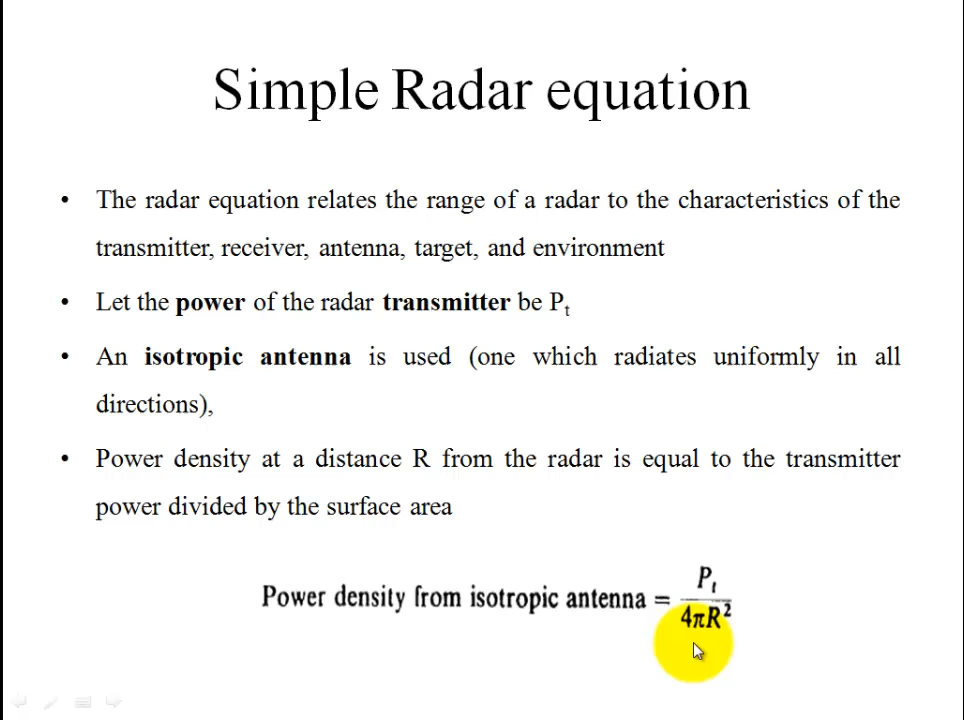 Simple Radar equation
• The radar equation relates the range of a radar to the characteristics of the
transmitter, receiver, antenna, target, and environment
• Let the power of the radar transmitter be Pₜ
• An isotropic antenna is used (one which radiates uniformly in all
directions),
• Power density at a distance R from the radar is equal to the transmitter
power divided by the surface area
Power density from isotropic antenna = Pₜ / 4πR²